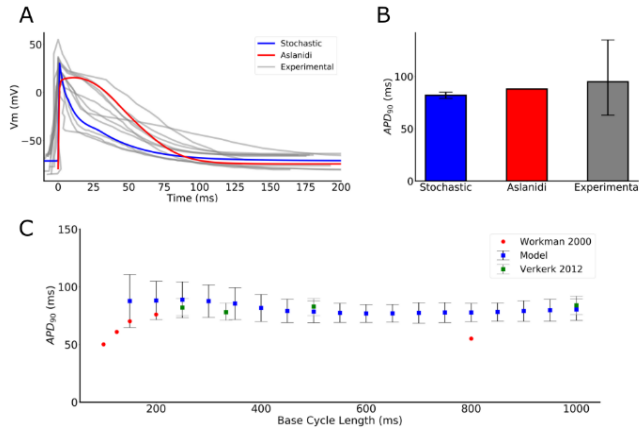 A
50
0
−50
Vm (mV)
Stochastic
Aslanidi
Experimental
0 25 50 75 100 125 150 175 200
Time (ms)
B
100
50
0
APD90 (ms)
Stochastic Aslanidi Experimenta
C
150
100
50
0
APD90 (ms)
Workman 2000
Model
Verkerk 2012
200 400 600 800 1000
Base Cycle Length (ms)